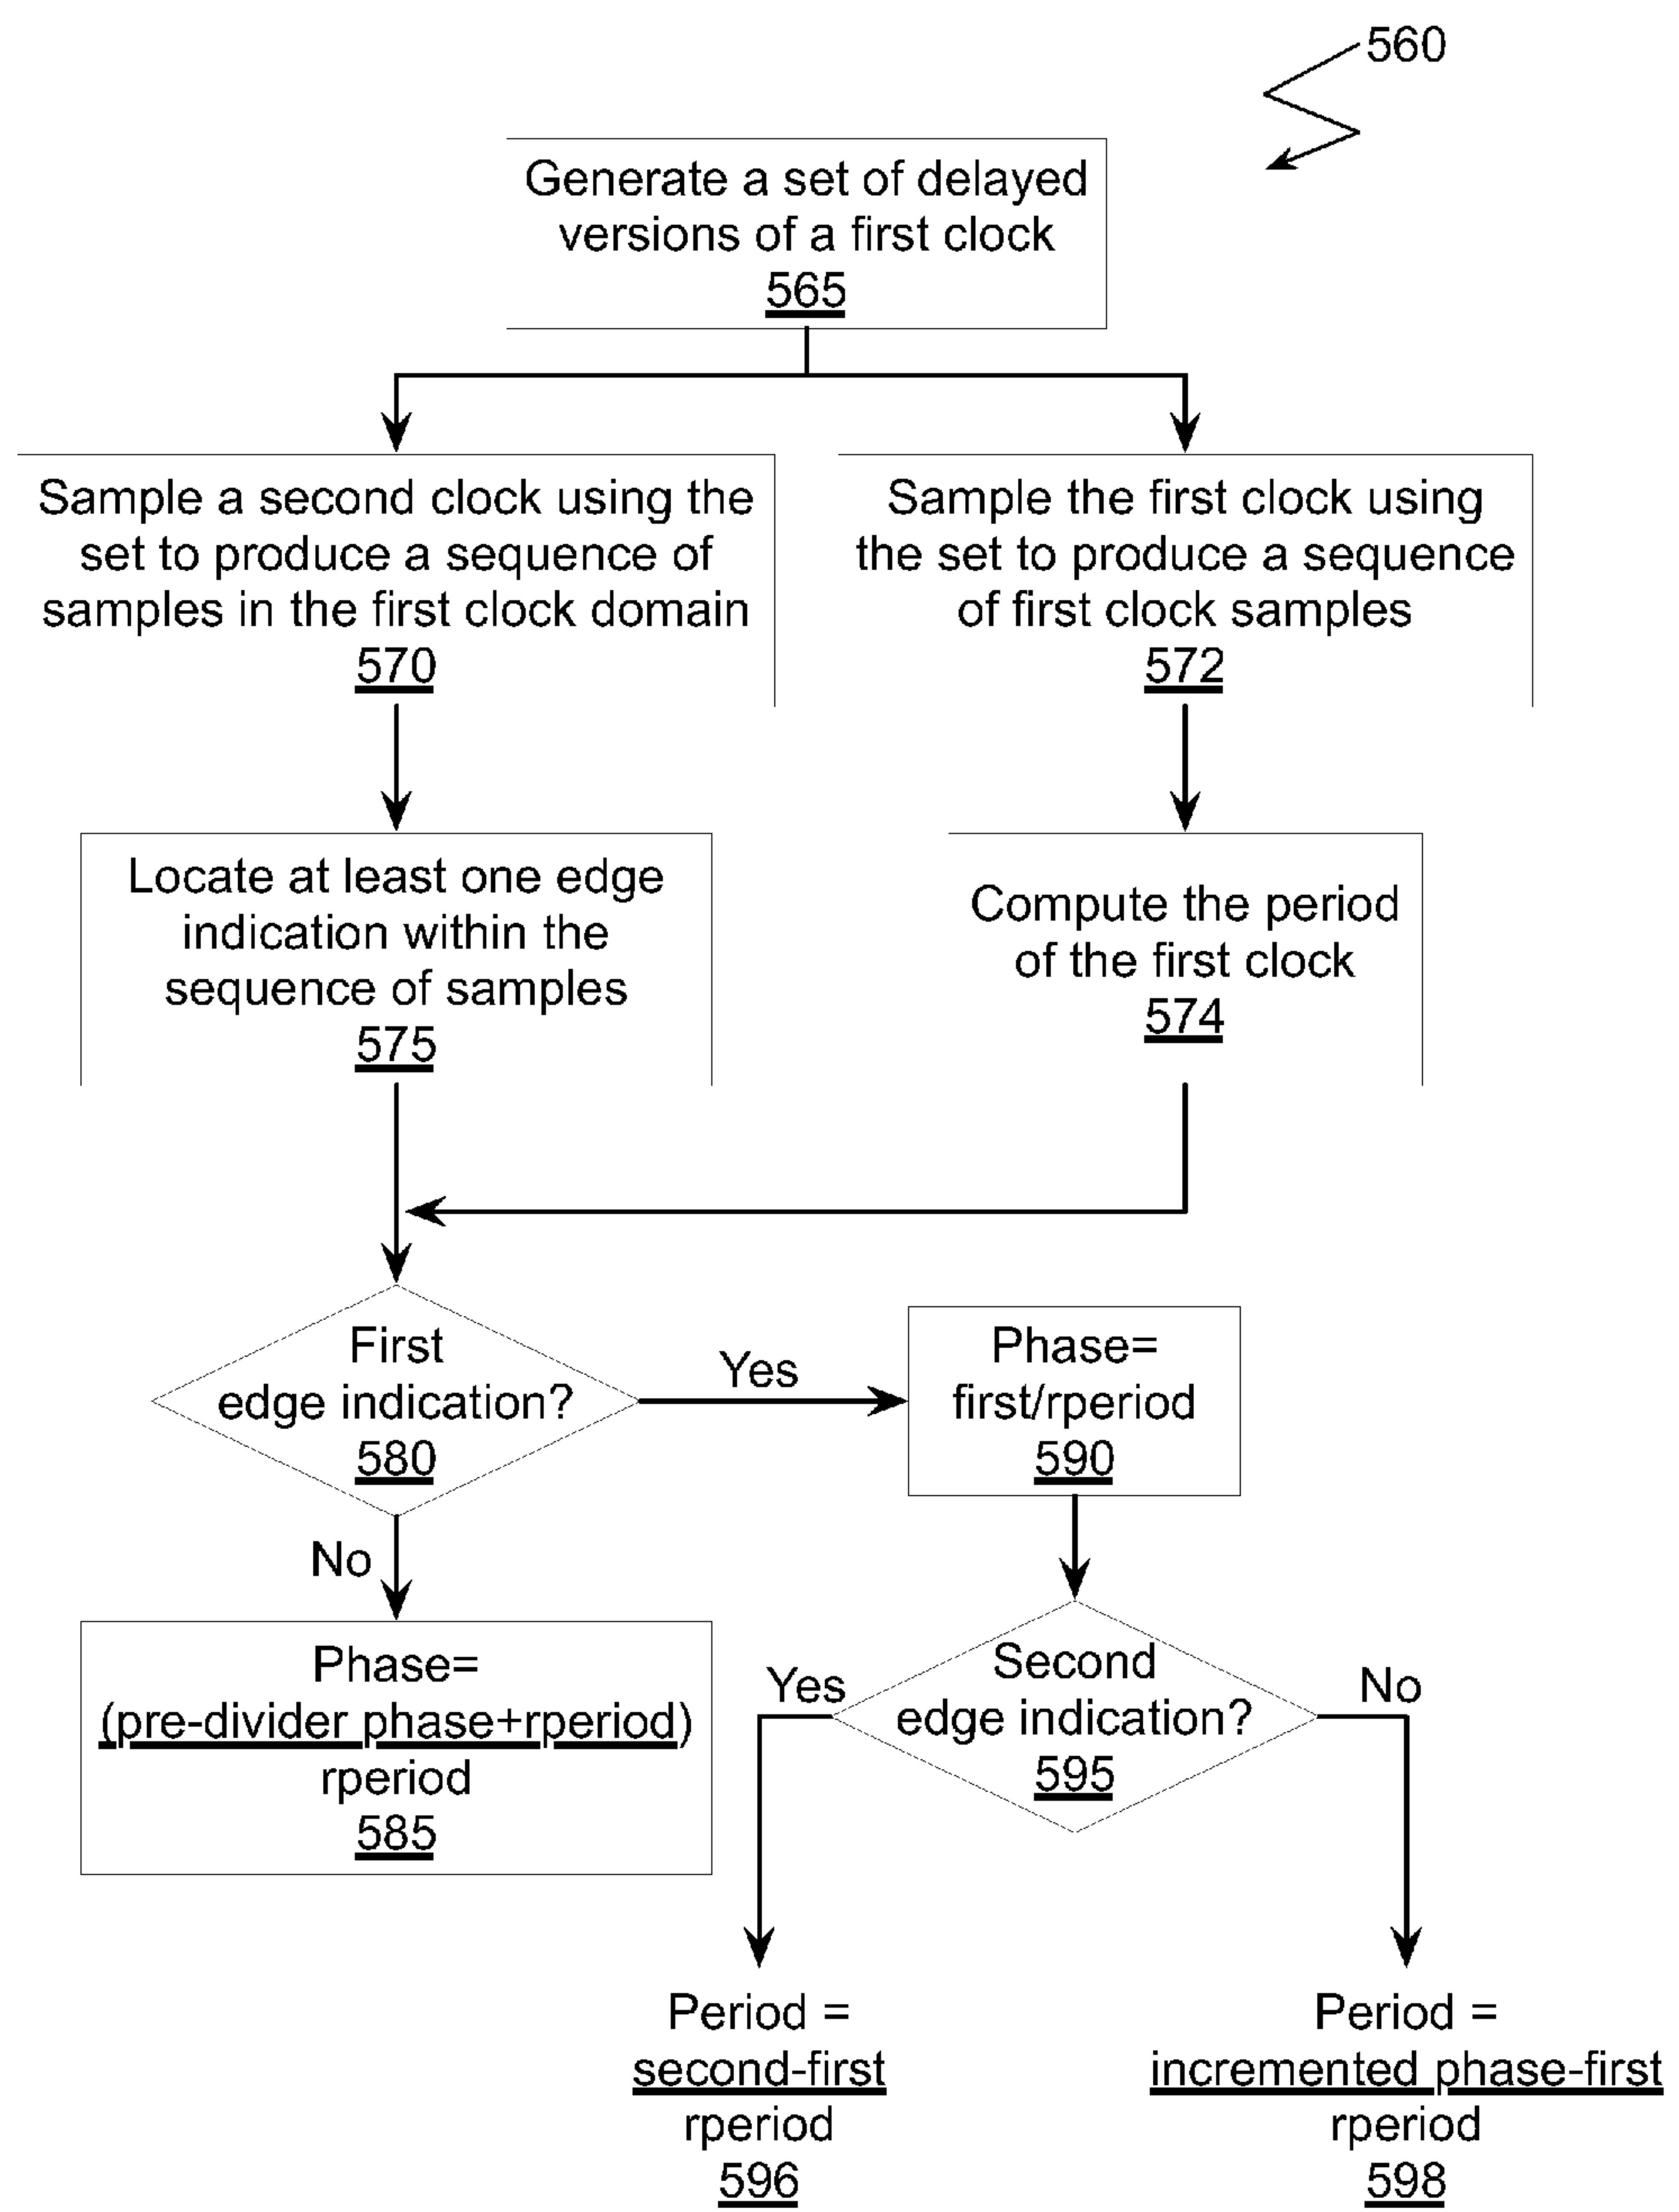 560
Generate a set of delayed
versions of a first clock
565
Sample a second clock using the
set to produce a sequence of
samples in the first clock domain
570
Sample the first clock using
the set to produce a sequence
of first clock samples
572
Locate at least one edge
indication within the
sequence of samples
575
Compute the period
of the first clock
574
First
edge indication?
580
Yes
Phase=
first/rperiod
590
No
Phase=
(pre-divider phase+rperiod)
rperiod
585
Second
edge indication?
595
Yes
No
Period =
second-first
rperiod
596
Period =
incremented phase-first
rperiod
598